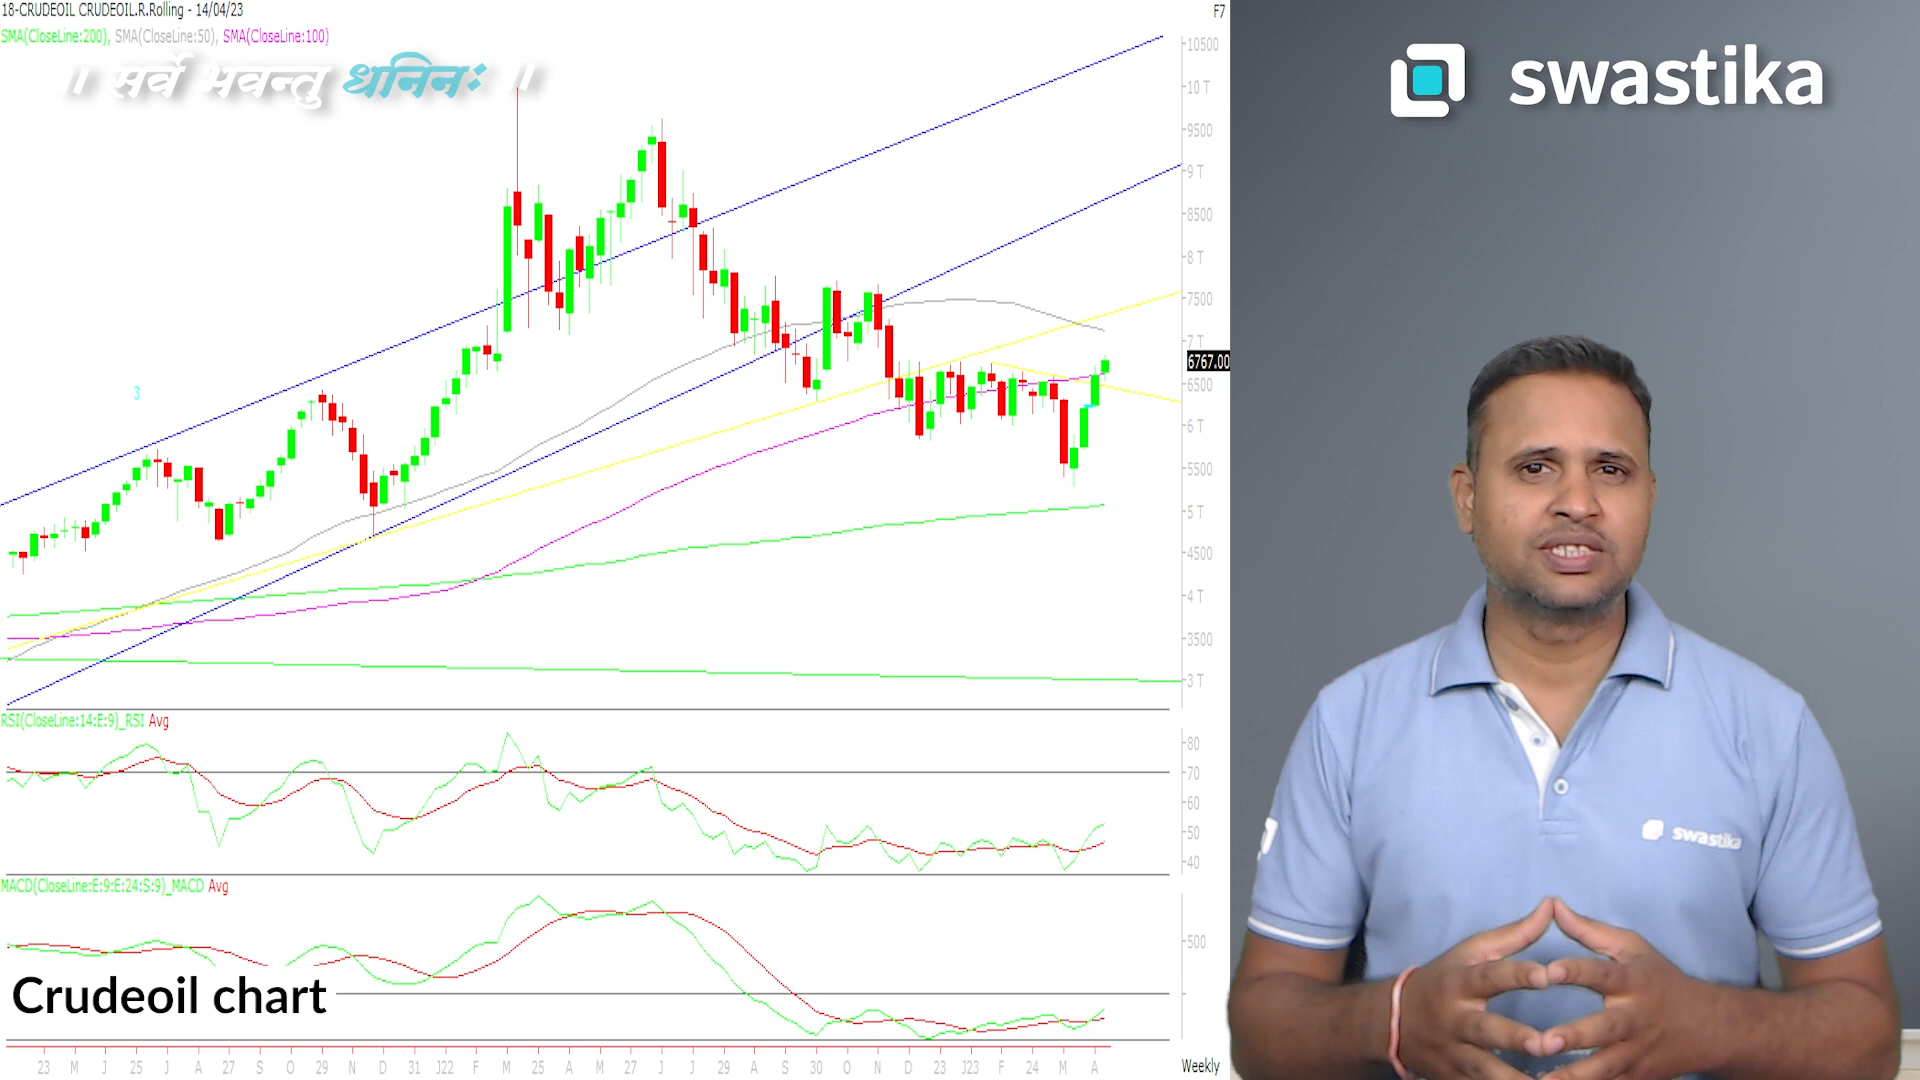 18-CRUDEOIL CRUDEOIL.R.Rolling - 14/04/23
F7
SMA(CloseLine:200), SMA(CloseLine:50), SMA(CloseLine:100)
॥ सर्वे भवन्तु धनिनः ॥
swastika
10500
10 T
9500
9 T
8500
8 T
7500
7 T
6767.00
6500
6 T
5500
5 T
4500
4 T
3500
3 T
3
RSI(CloseLine:14:E:9)_RSI Avg
80
70
60
50
40
MACD(CloseLine:E:9:E:24:S:9)_MACD Avg
500
Crudeoil chart
23 M J 25 J A 27 S O 29 N D 31 J22 F M 25 A M 27 J J 29 A S 30 O N D 23 J23 F 24 M A
Weekly
swastika